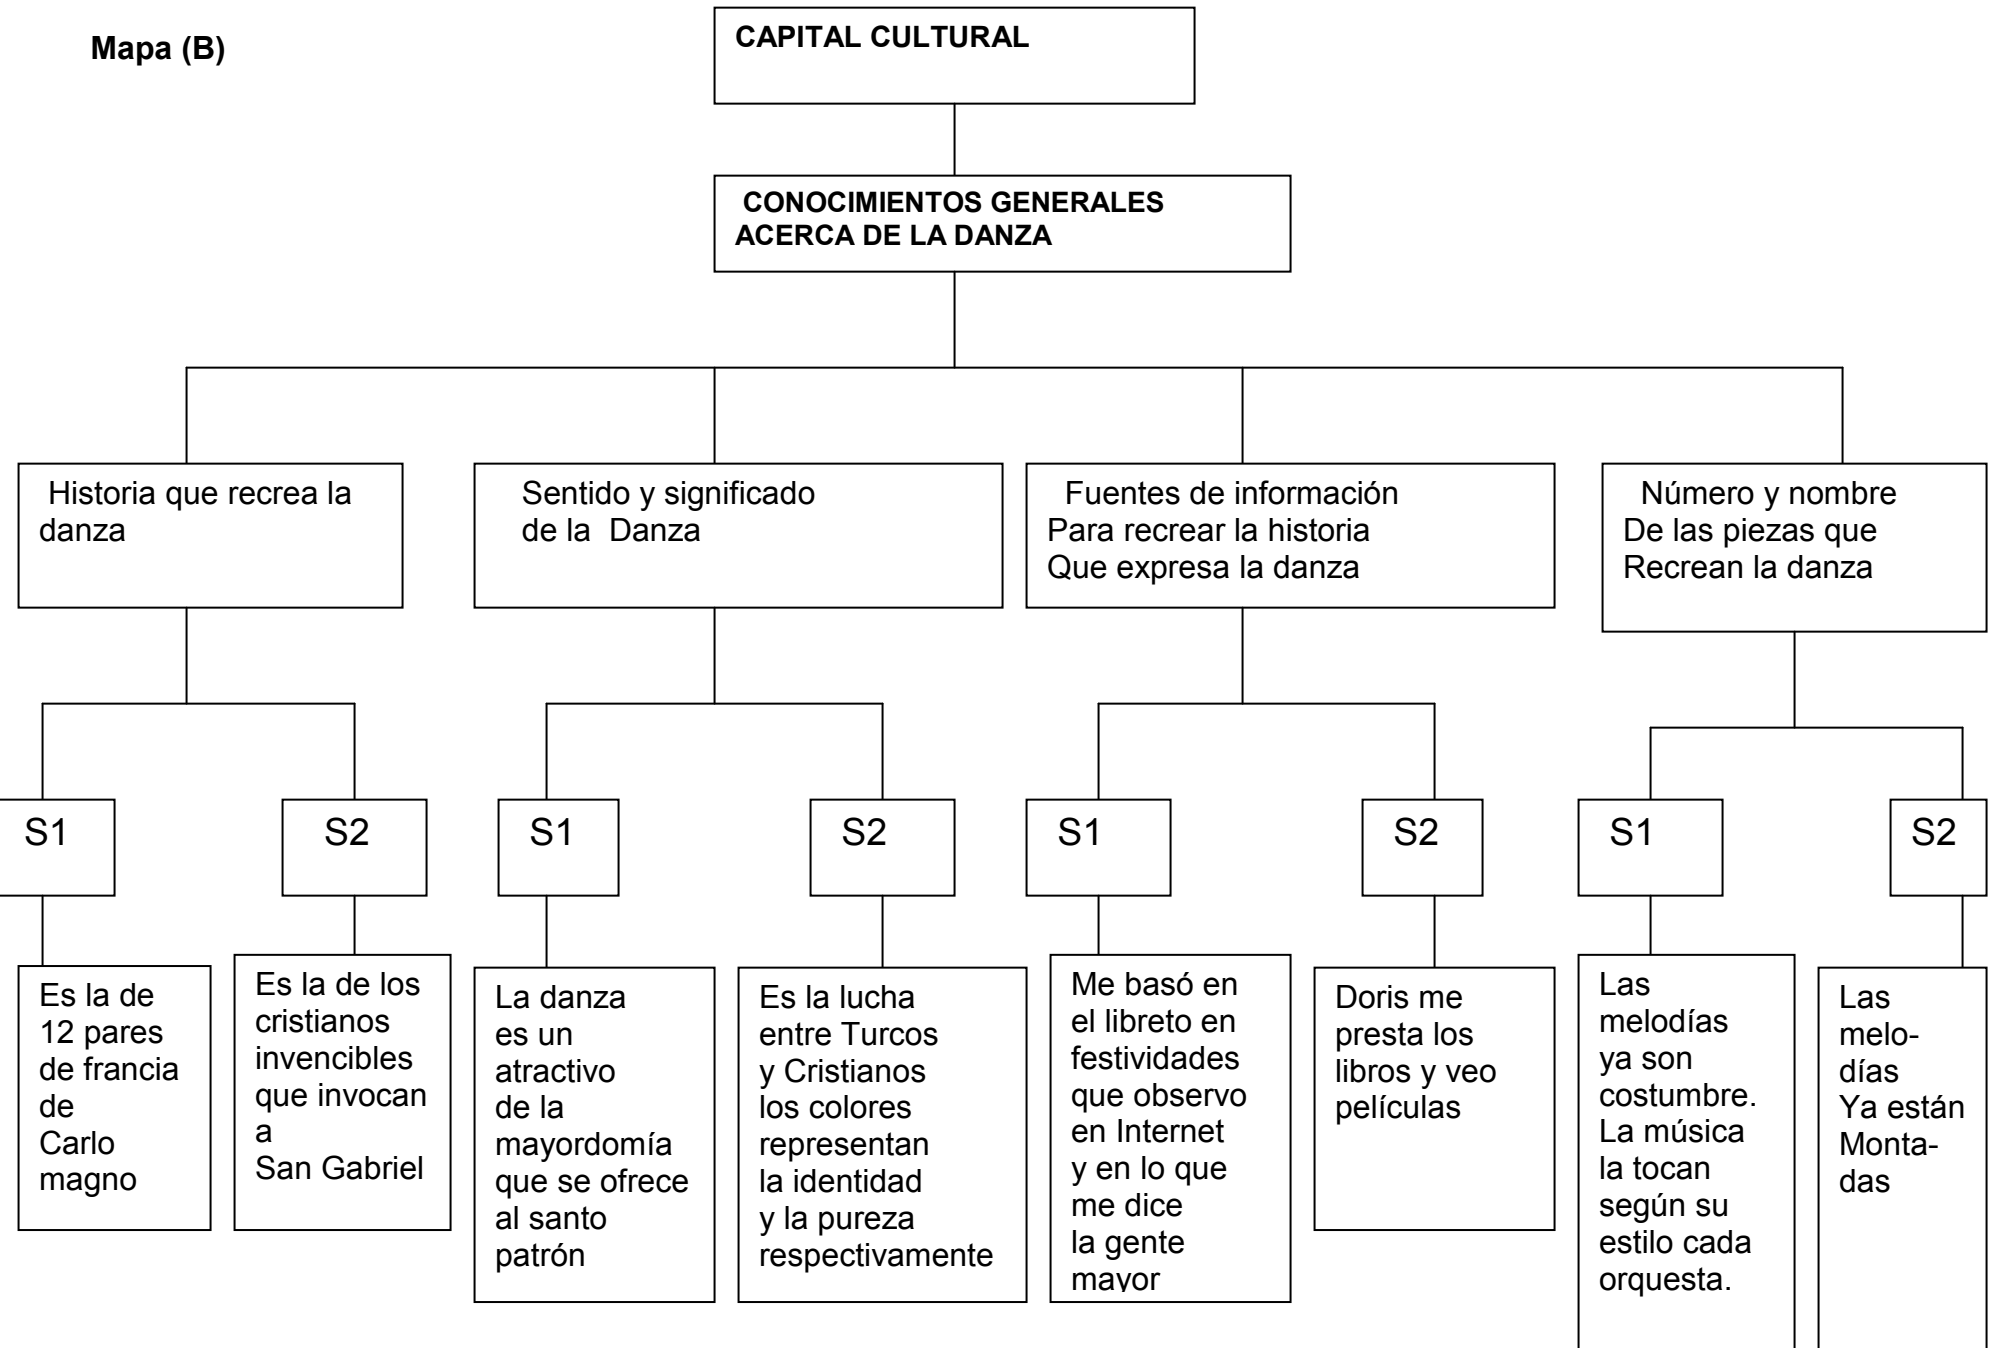 Mapa (B)
CAPITAL CULTURAL
CONOCIMIENTOS GENERALES
ACERCA DE LA DANZA
Historia que recrea la
danza
Sentido y significado
de la Danza
Fuentes de información
Para recrear la historia
Que expresa la danza
Número y nombre
De las piezas que
Recrean la danza
S1
S2
S1
S2
S1
S2
S1
S2
Es la de
12 pares
de francia
de
Carlo
magno
Es la de los
cristianos
invencibles
que invocan
a
San Gabriel
La danza
es un
atractivo
de la
mayordomía
que se ofrece
al santo
patrón
Es la lucha
entre Turcos
y Cristianos
los colores
representan
la identidad
y la pureza
respectivamente
Me basó en
el libreto en
festividades
que observo
en Internet
y en lo que
me dice
la gente
mayor
Doris me
presta los
libros y veo
películas
Las
melodías
ya son
costumbre.
La música
la tocan
según su
estilo cada
orquesta.
Las
melo-
días
Ya están
Monta-
das